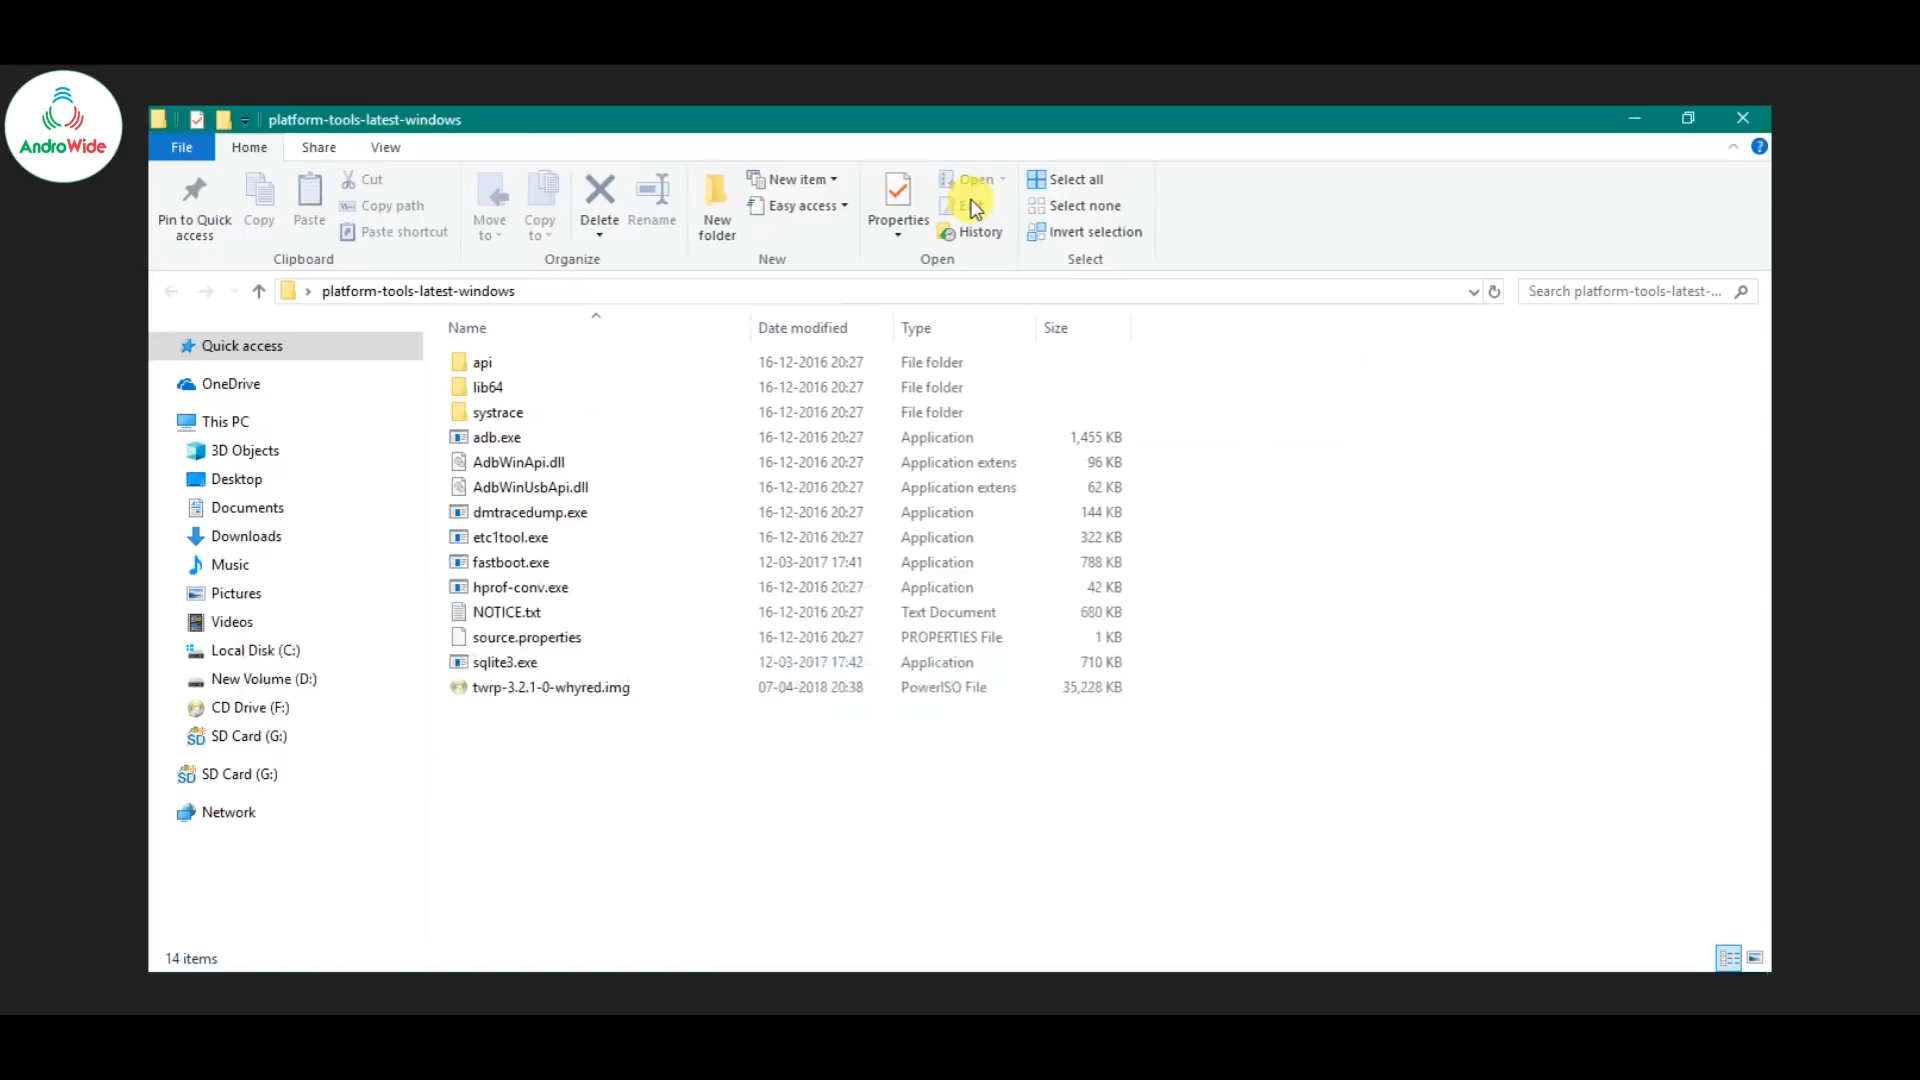 AndroWide
platform-tools-latest-windows
File Home Share View
Pin to Quick access
Copy
Paste
Cut
Copy path
Paste shortcut
Clipboard
Move to
Copy to
Delete
Rename
Organize
New folder
New item
Easy access
New
Properties
Open
History
Open
Select all
Select none
Invert selection
Select
platform-tools-latest-windows
Search platform-tools-latest-...
Quick access
OneDrive
This PC
3D Objects
Desktop
Documents
Downloads
Music
Pictures
Videos
Local Disk (C:)
New Volume (D:)
CD Drive (F:)
SD Card (G:)
SD Card (G:)
Network
Name Date modified Type Size
api 16-12-2016 20:27 File folder
lib64 16-12-2016 20:27 File folder
systrace 16-12-2016 20:27 File folder
adb.exe 16-12-2016 20:27 Application 1,455 KB
AdbWinApi.dll 16-12-2016 20:27 Application extens 96 KB
AdbWinUsbApi.dll 16-12-2016 20:27 Application extens 62 KB
dmtracedump.exe 16-12-2016 20:27 Application 144 KB
etc1tool.exe 16-12-2016 20:27 Application 322 KB
fastboot.exe 12-03-2017 17:41 Application 788 KB
hprof-conv.exe 16-12-2016 20:27 Application 42 KB
NOTICE.txt 16-12-2016 20:27 Text Document 680 KB
source.properties 16-12-2016 20:27 PROPERTIES File 1 KB
sqlite3.exe 12-03-2017 17:42 Application 710 KB
twrp-3.2.1-0-whyred.img 07-04-2018 20:38 PowerISO File 35,228 KB
14 items